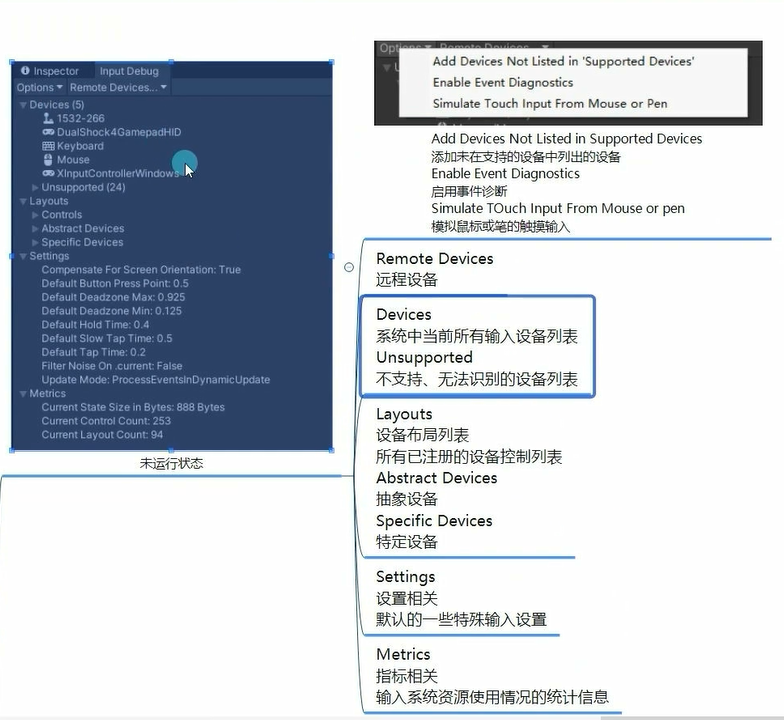 Inspector
Input Debug
Options
Remote Devices...
Devices (5)
1532-266
DualShock4GamepadHID
Keyboard
Mouse
XInputControllerWindows
Unsupported (24)
Layouts
Controls
Abstract Devices
Specific Devices
Settings
Compensate For Screen Orientation: True
Default Button Press Point: 0.5
Default Deadzone Max: 0.925
Default Deadzone Min: 0.125
Default Hold Time: 0.4
Default Slow Tap Time: 0.5
Default Tap Time: 0.2
Filter Noise On .current: False
Update Mode: ProcessEventsInDynamicUpdate
Metrics
Current State Size in Bytes: 888 Bytes
Current Control Count: 253
Current Layout Count: 94
未运行状态
Options
Remote Devices...
Add Devices Not Listed in 'Supported Devices'
Enable Event Diagnostics
Simulate Touch Input From Mouse or Pen
Add Devices Not Listed in Supported Devices
添加未在支持的设备中列出的设备
Enable Event Diagnostics
启用事件诊断
Simulate TOuch Input From Mouse or pen
模拟鼠标或笔的触摸输入
Remote Devices
远程设备
Devices
系统中当前所有输入设备列表
Unsupported
不支持、无法识别的设备列表
Layouts
设备布局列表
所有已注册的设备控制列表
Abstract Devices
抽象设备
Specific Devices
特定设备
Settings
设置相关
默认的一些特殊输入设置
Metrics
指标相关
输入系统资源使用情况的统计信息